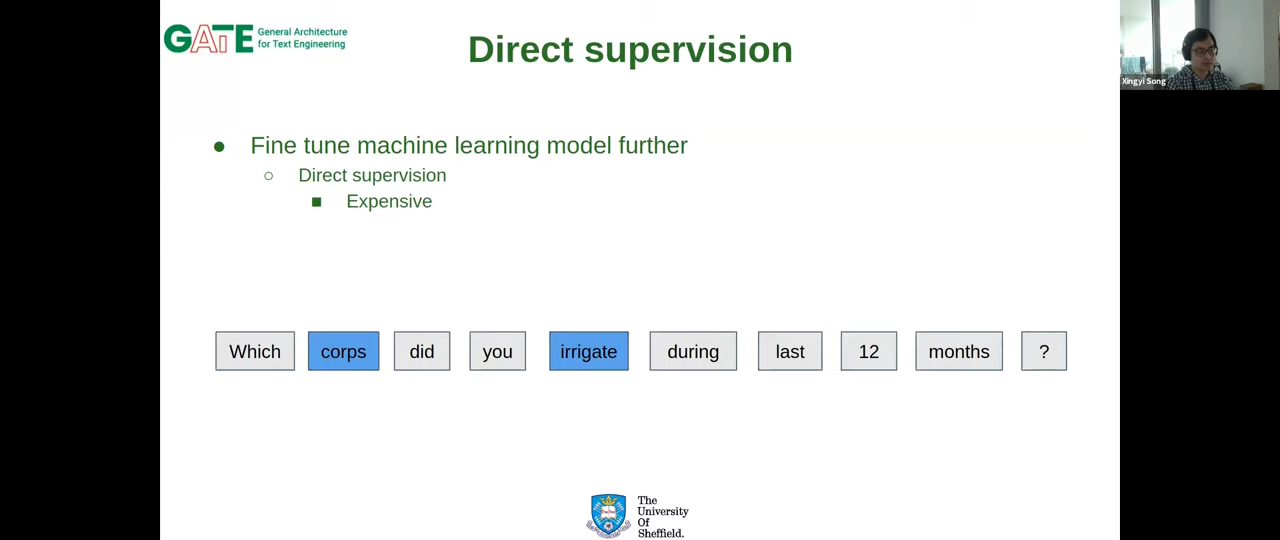 GATE General Architecture
for Text Engineering
Direct supervision
Xingyi Song
● Fine tune machine learning model further
○ Direct supervision
■ Expensive
Which corps did you irrigate during last 12 months ?
The
University
Of
Sheffield.